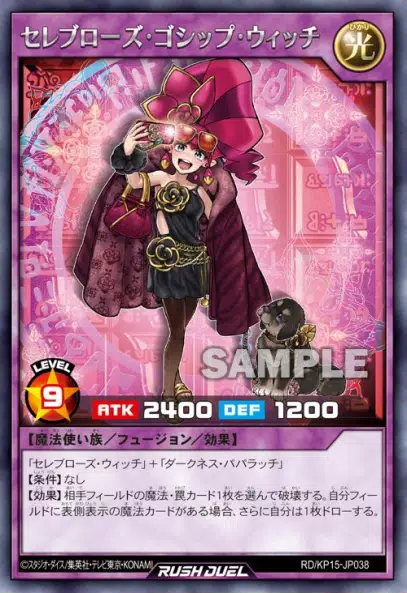 セレブローズ・ゴシップ・ウィッチ
光
ひかり
SAMPLE
LEVEL
9
ATK 2400 DEF 1200
【魔法使い族／フュージョン／効果】
「セレブローズ・ウィッチ」＋「ダークネス・パパラッチ」
【条件】なし
【効果】相手フィールドの魔法・罠カード1枚を選んで破壊する。自分フィー
ルドに表側表示の魔法カードがある場合、さらに自分は1枚ドローする。
©スタジオ・ダイス/集英社・テレビ東京・KONAMI
RUSH DUEL
RD/KP15-JP038